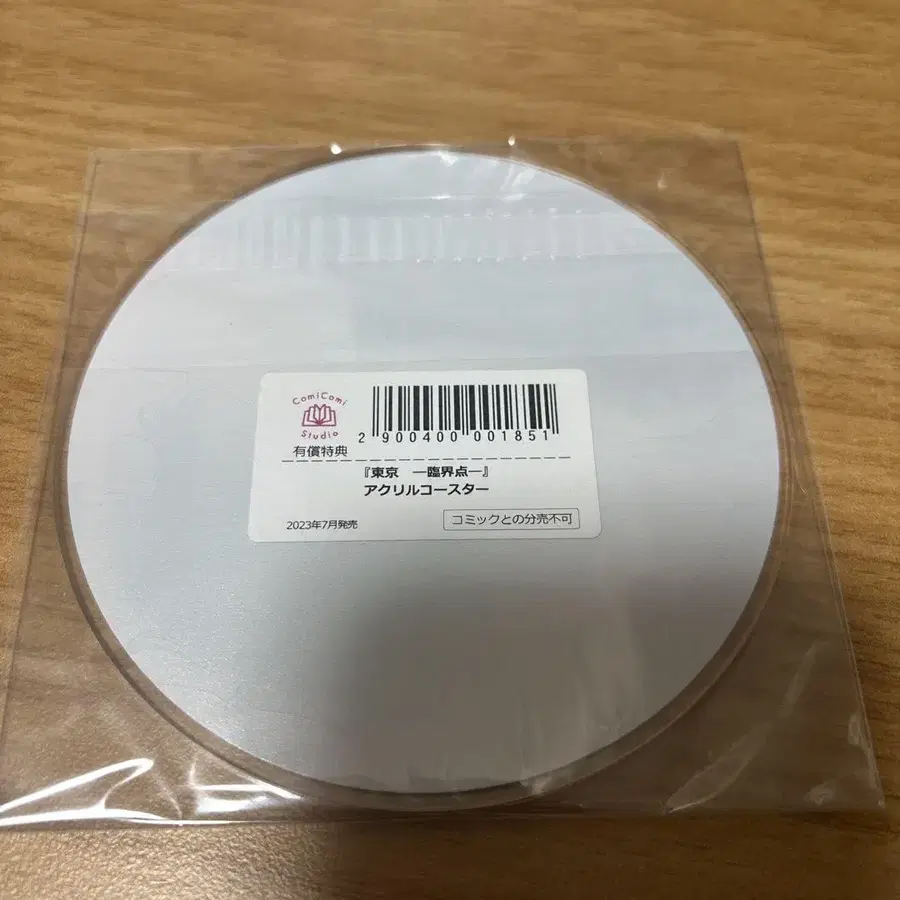 ComiComi
Studio
有償特典
2 900400 001851
『東京 ―臨界点―』
アクリルコースター
2023年7月発売
コミックとの分売不可